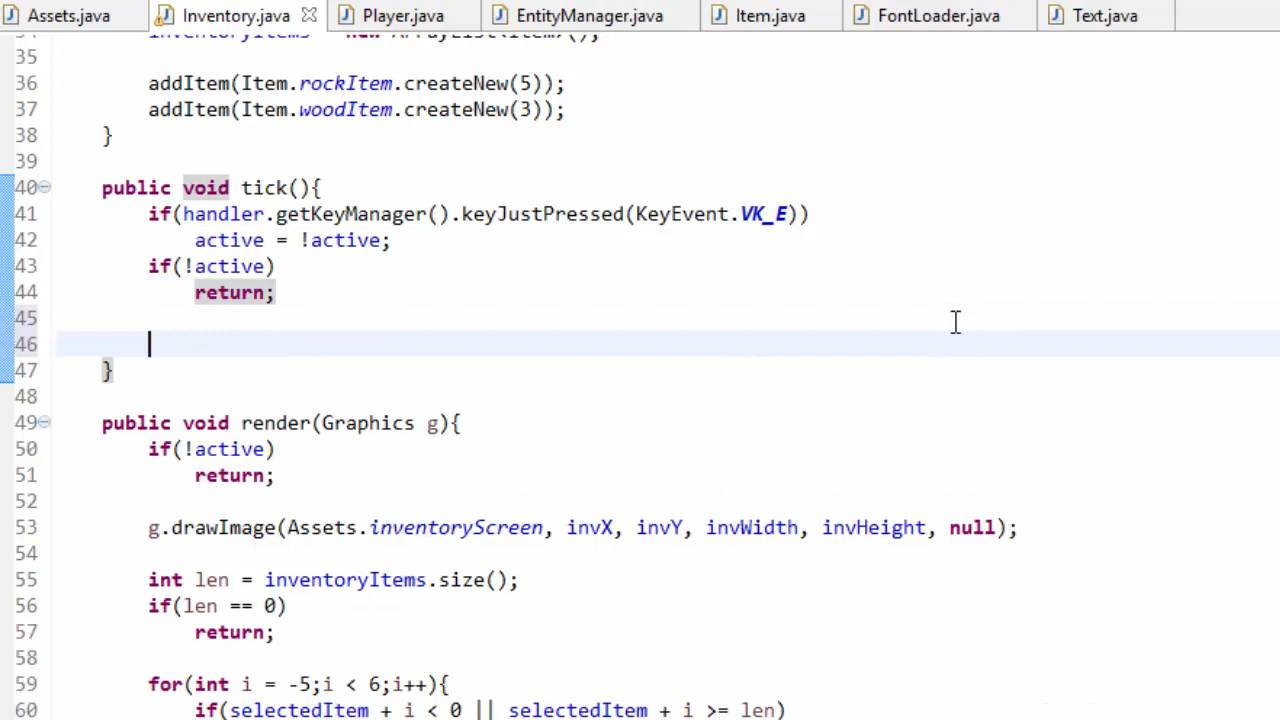 Assets.java Inventory.java Player.java EntityManager.java Item.java FontLoader.java Text.java
34 inventoryItems = new ArrayList<Item>();
35
36 addItem(Item.rockItem.createNew(5));
37 addItem(Item.woodItem.createNew(3));
38 }
39
40 public void tick(){
41 if(handler.getKeyManager().keyJustPressed(KeyEvent.VK_E))
42 active = !active;
43 if(!active)
44 return;
45
46
47 }
48
49 public void render(Graphics g){
50 if(!active)
51 return;
52
53 g.drawImage(Assets.inventoryScreen, invX, invY, invWidth, invHeight, null);
54
55 int len = inventoryItems.size();
56 if(len == 0)
57 return;
58
59 for(int i = -5;i < 6;i++){
60 if(selectedItem + i < 0 || selectedItem + i >= len)